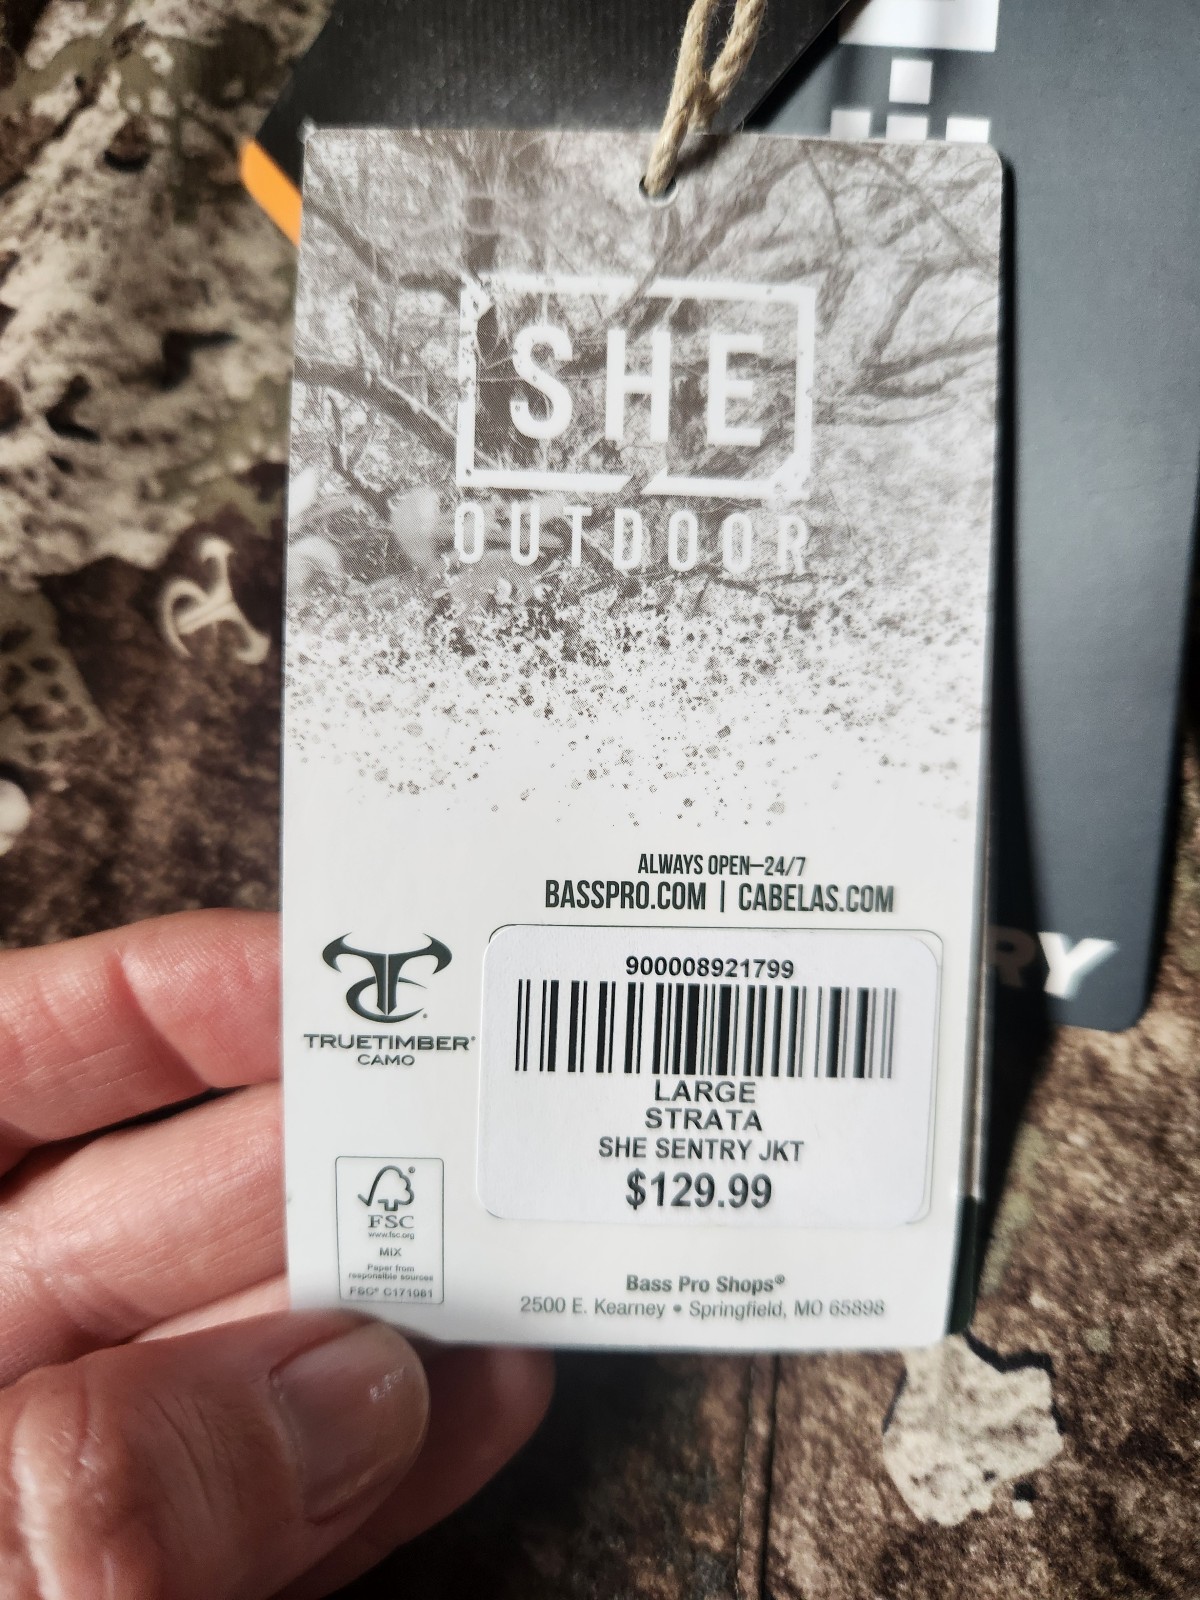 SHE
OUTDOOR
ALWAYS OPEN—24/7
BASSPRO.COM | CABELAS.COM
TRUETIMBER®
CAMO
900008921799
LARGE
STRATA
SHE SENTRY JKT
$129.99
FSC®
www.fsc.org
MIX
Paper from
responsible sources
FSC® C171081
Bass Pro Shops®
2500 E. Kearney • Springfield, MO 65898
RY